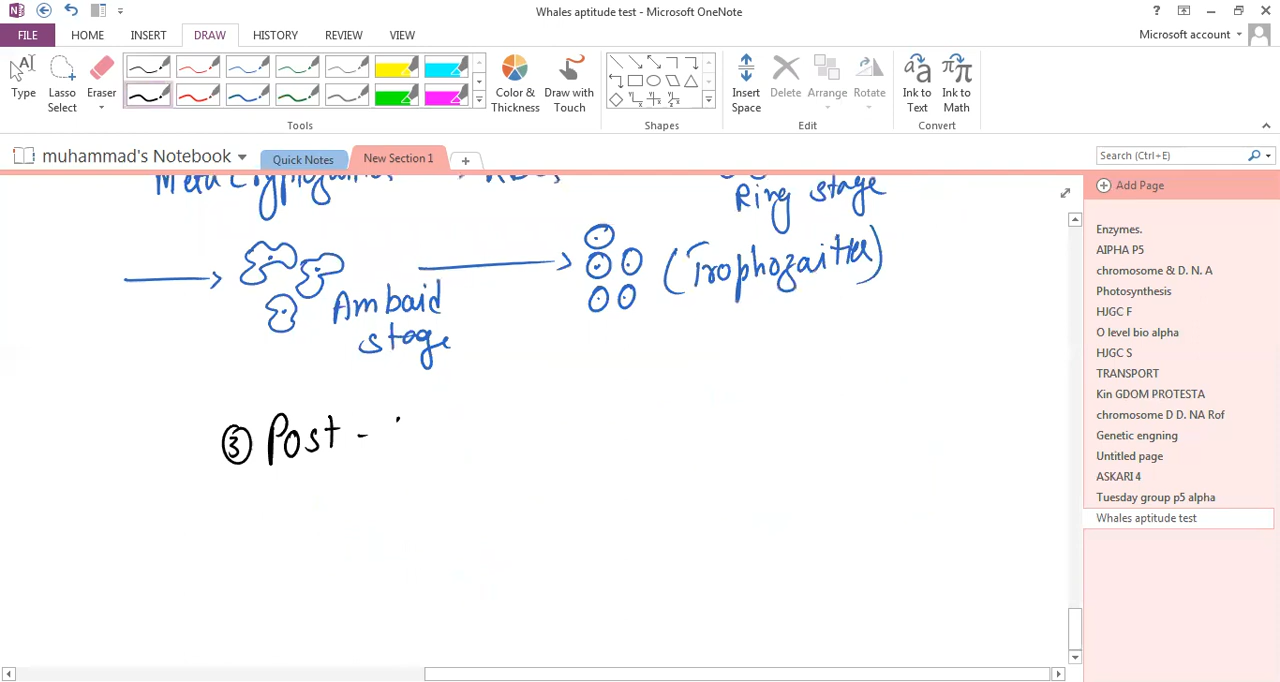 Whales aptitude test - Microsoft OneNote
?
FILE
HOME
INSERT
DRAW
HISTORY
REVIEW
VIEW
Microsoft account
Type
Lasso
Select
Eraser
Color &
Thickness
Draw with
Touch
Insert
Space
Delete
Arrange
Rotate
Ink to
Text
Ink to
Math
Tools
Shapes
Edit
Convert
muhammad's Notebook
Quick Notes
New Section 1
Search (Ctrl+E)
Add Page
Enzymes.
AlPHA P5
chromosome & D. N. A
Photosynthesis
HJGC F
O level bio alpha
HJGC S
TRANSPORT
Kin GDOM PROTESTA
chromosome D D. NA Rof
Genetic engning
Untitled page
ASKARI 4
Tuesday group p5 alpha
Whales aptitude test
Ring stage
Ambaid
stage
③ Post -